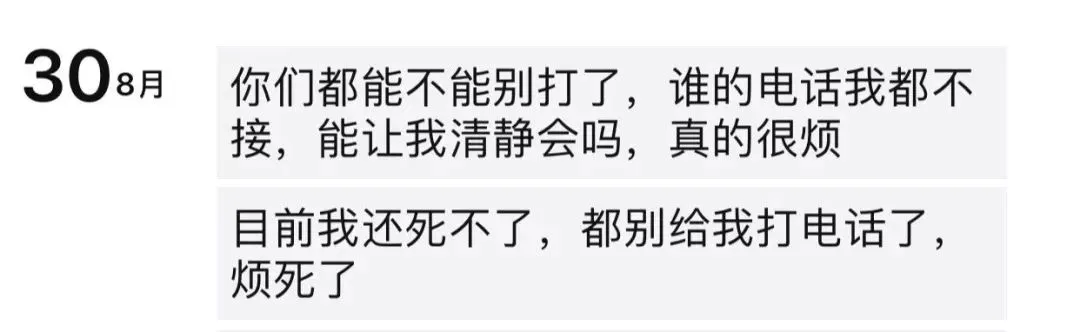 30 8月
你们都能不能别打了，谁的电话我都不
接，能让我清静会吗，真的很烦
目前我还死不了，都别给我打电话了，
烦死了